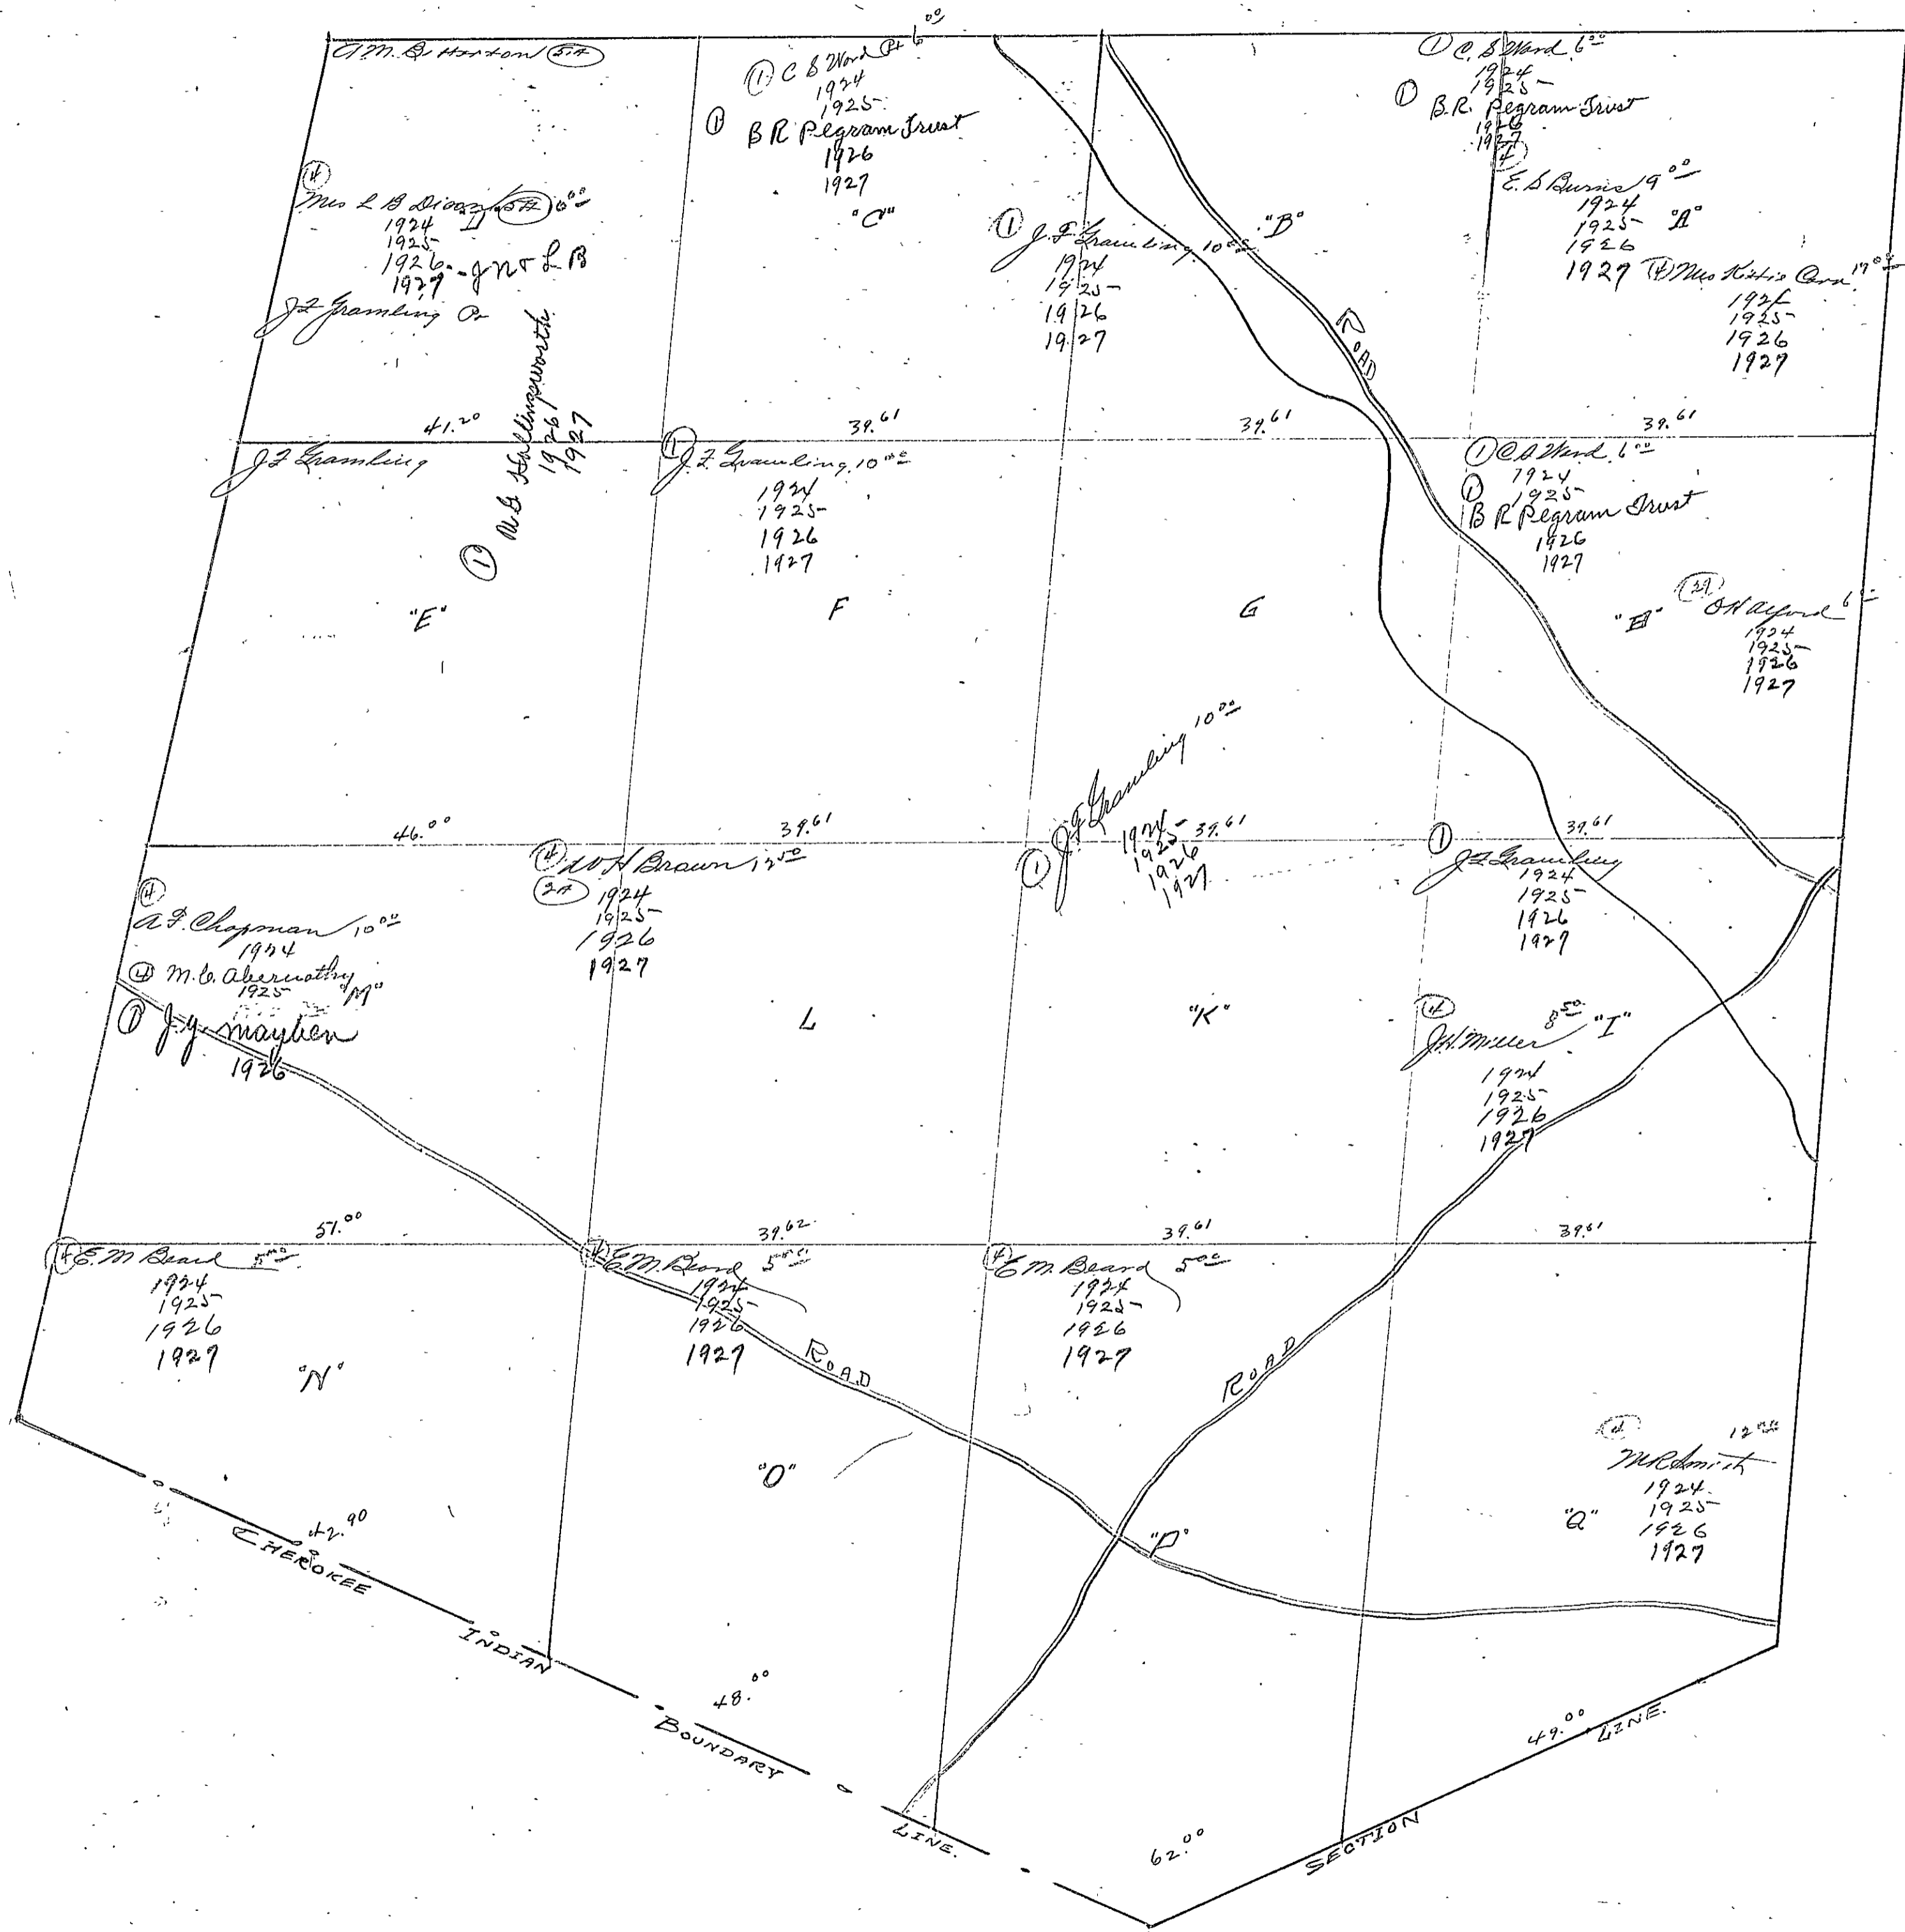 A.M. Bitterton 5A
① C S Ward Pt 6 00
1924
1925
① B R Pegram Trust
1926
1927
"C"
① C. S Ward 6 00
1924
1925
① B.R. Pegram Trust
1926
1927
④
E. S Burns 9 00
1924
1925 "A"
1926
1927 ④ Mrs Kittie Carr 17 00
1924
1925
1926
1927
④
Mrs L B Dixon 5A 6 00
1924 "D"
1925
1926 - J N & L B
1927
J F Gramling
① J. F. Gramling 10 00
1924
1925
1926
1927
"B"
ROAD
① M G Hollingsworth
1926
1927
41.20
39.61
39.61
39.61
J F Gramling
① J. F. Gramling. 10 00
1924
1925
1926
1927
① C S Ward 6 00
1924
① 1925
B R Pegram Trust
1926
1927
"E"
F
G
"H"
O H Alford 6 00
1924
1925
1926
1927
① J F Gramling 10 00
1924
1925
1926
1927
46.00
39.61
39.61
39.61
④ W H Brown 12 50
2A 1924
1925
1926
1927
① J F Gramling
1924
1925
1926
1927
④
A F. Chapman 10 00
1924
④ M. C. Abernathy
1925 "M"
① J. Y. Mayben
1926
L
"K"
④
J. H. Miller 8 50 "I"
1924
1925
1926
1927
51.00
39.62
39.61
39.61
④ E. M Beard 5 00
1924
1925
1926
1927
④ E. M. Beard 5 00
1924
1925
1926
1927
④ E M. Beard 5 00
1924
1925
1926
1927
"N"
ROAD
ROAD
"O"
"P"
④ 12 00
M R Smith
1924
1925
"Q" 1926
1927
42.90
48.00
62.00
49.00
CHEROKEE INDIAN BOUNDARY LINE.
SECTION LINE.